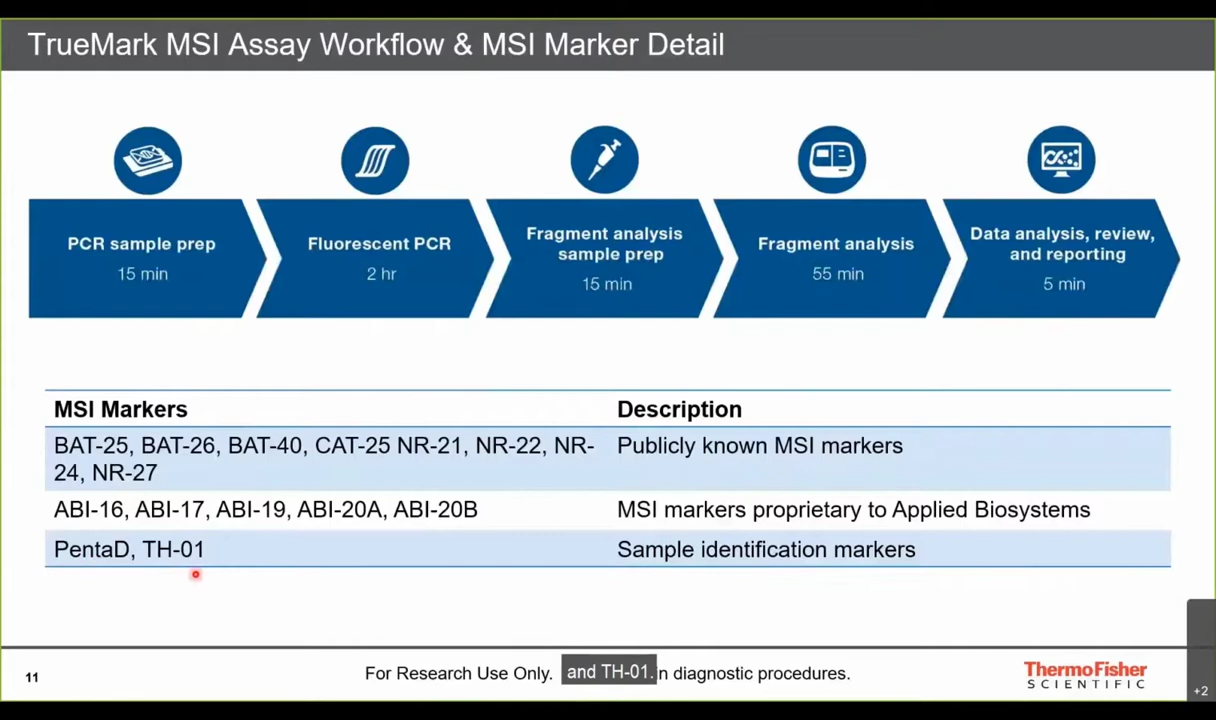 TrueMark MSI Assay Workflow & MSI Marker Detail
PCR sample prep
15 min
Fluorescent PCR
2 hr
Fragment analysis
sample prep
15 min
Fragment analysis
55 min
Data analysis, review,
and reporting
5 min
MSI Markers
Description
BAT-25, BAT-26, BAT-40, CAT-25 NR-21, NR-22, NR-
24, NR-27
Publicly known MSI markers
ABI-16, ABI-17, ABI-19, ABI-20A, ABI-20B
MSI markers proprietary to Applied Biosystems
PentaD, TH-01
Sample identification markers
11
For Research Use Only.
and TH-01.
in diagnostic procedures.
ThermoFisher
SCIENTIFIC
+2